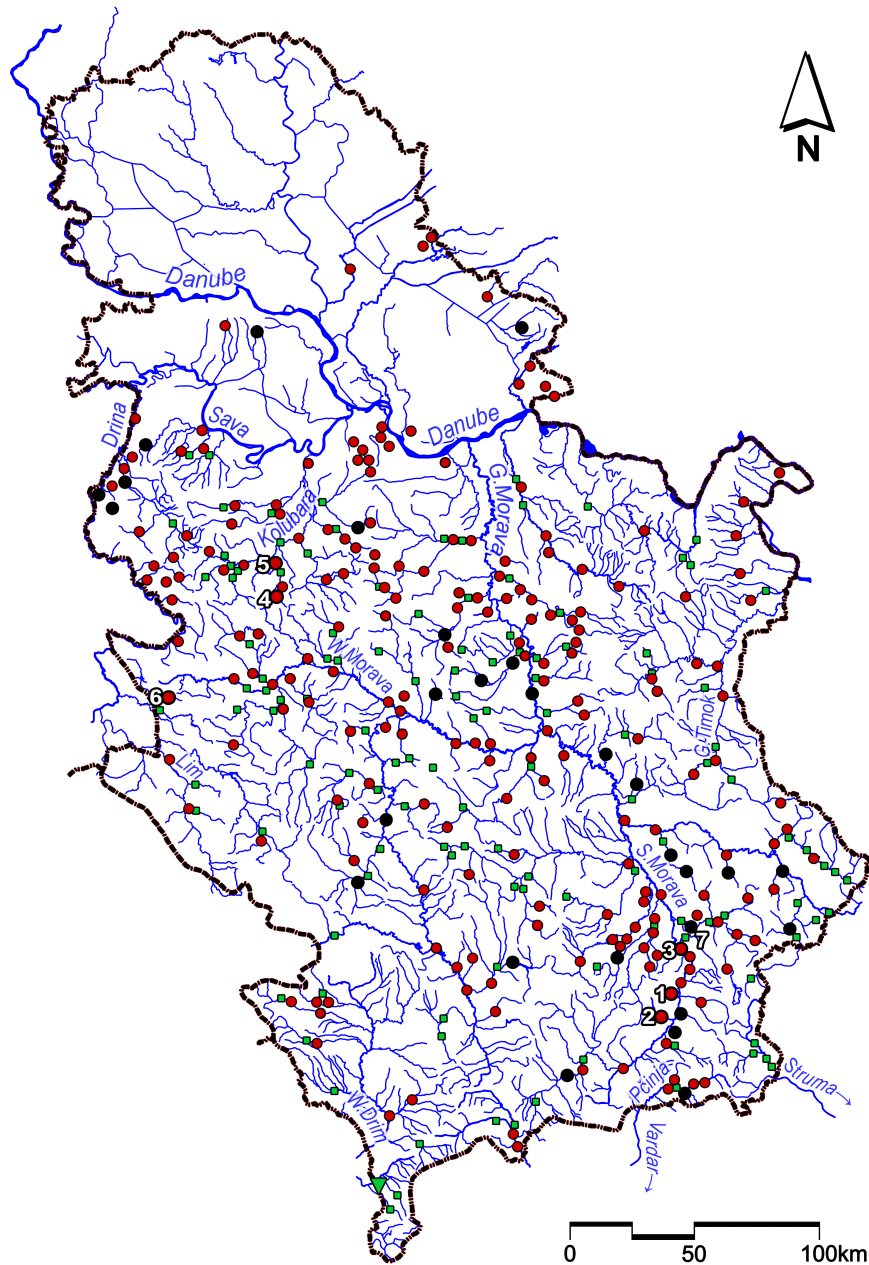 N
Danube
Drina
Sava
Danube
G.Morava
Kolubara
5
4
W.Morava
6
G.Timok
Lim
S.Morava
7
3
1
2
Pčinja
Struma
W.Drim
Vardar
0 50 100km